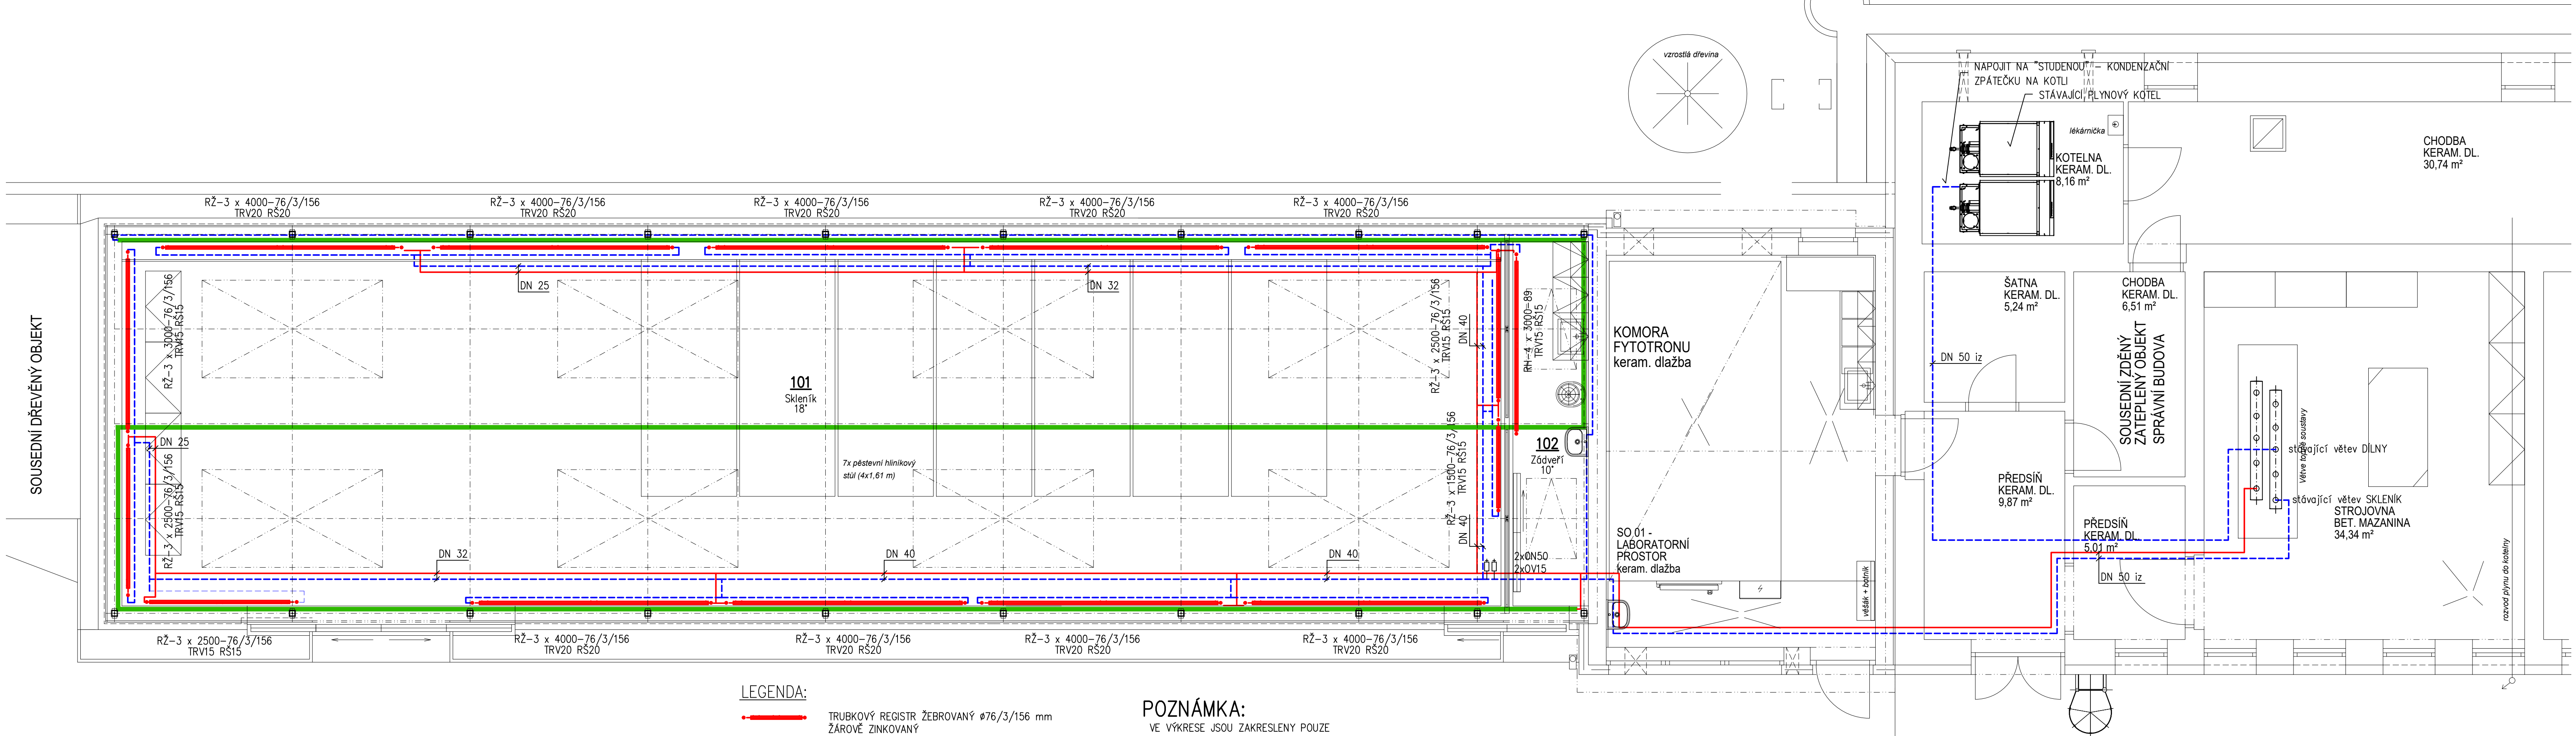 vzrostlá dřevina
NAPOJIT NA "STUDENOU" – KONDENZAČNÍ
ZPÁTEČKU NA KOTLI
STÁVAJÍCÍ PLYNOVÝ KOTEL
lékárnička
KOTELNA
KERAM. DL.
8,16 m²
CHODBA
KERAM. DL.
30,74 m²
RŽ-3 x 4000-76/3/156
TRV20 RŠ20
RŽ-3 x 4000-76/3/156
TRV20 RŠ20
RŽ-3 x 4000-76/3/156
TRV20 RŠ20
RŽ-3 x 4000-76/3/156
TRV20 RŠ20
RŽ-3 x 4000-76/3/156
TRV20 RŠ20
SOUSEDNÍ DŘEVĚNÝ OBJEKT
RŽ-3 x 3000-76/3/156
TRV15 RŠ15
RŽ-3 x 2500-76/3/156
TRV15 RŠ15
DN 25
DN 25
DN 32
DN 40
RŽ-3 x 2500-76/3/156
TRV15 RŠ15
RH-4 x 3000-89
TRV15 RŠ15
RŽ-3 x 1500-76/3/156
TRV15 RŠ15
DN 40
101
Skleník
18°
7x pěstevní hliníkový
stůl (4x1,61 m)
102
Zádveří
10°
DN 32
DN 40
DN 40
2xDN50
2xOV15
KOMORA
FYTOTRONU
keram. dlažba
SO 01 -
LABORATORNÍ
PROSTOR
keram. dlažba
věšák + botník
DN 50 iz
ŠATNA
KERAM. DL.
5,24 m²
CHODBA
KERAM. DL.
6,51 m²
SOUSEDNÍ ZDĚNÝ
ZATEPLENÝ OBJEKT
SPRÁVNÍ BUDOVA
PŘEDSÍŇ
KERAM. DL.
9,87 m²
PŘEDSÍŇ
KERAM. DL.
5,01 m²
DN 50 iz
Větve topné soustavy
stávající větev DÍLNY
stávající větev SKLENÍK
STROJOVNA
BET. MAZANINA
34,34 m²
rozvod plynu do kotelny
RŽ-3 x 2500-76/3/156
TRV15 RŠ15
RŽ-3 x 4000-76/3/156
TRV20 RŠ20
RŽ-3 x 4000-76/3/156
TRV20 RŠ20
RŽ-3 x 4000-76/3/156
TRV20 RŠ20
RŽ-3 x 4000-76/3/156
TRV20 RŠ20
LEGENDA:
TRUBKOVÝ REGISTR ŽEBROVANÝ ø76/3/156 mm
ŽÁROVĚ ZINKOVANÝ
POZNÁMKA:
VE VÝKRESE JSOU ZAKRESLENY POUZE